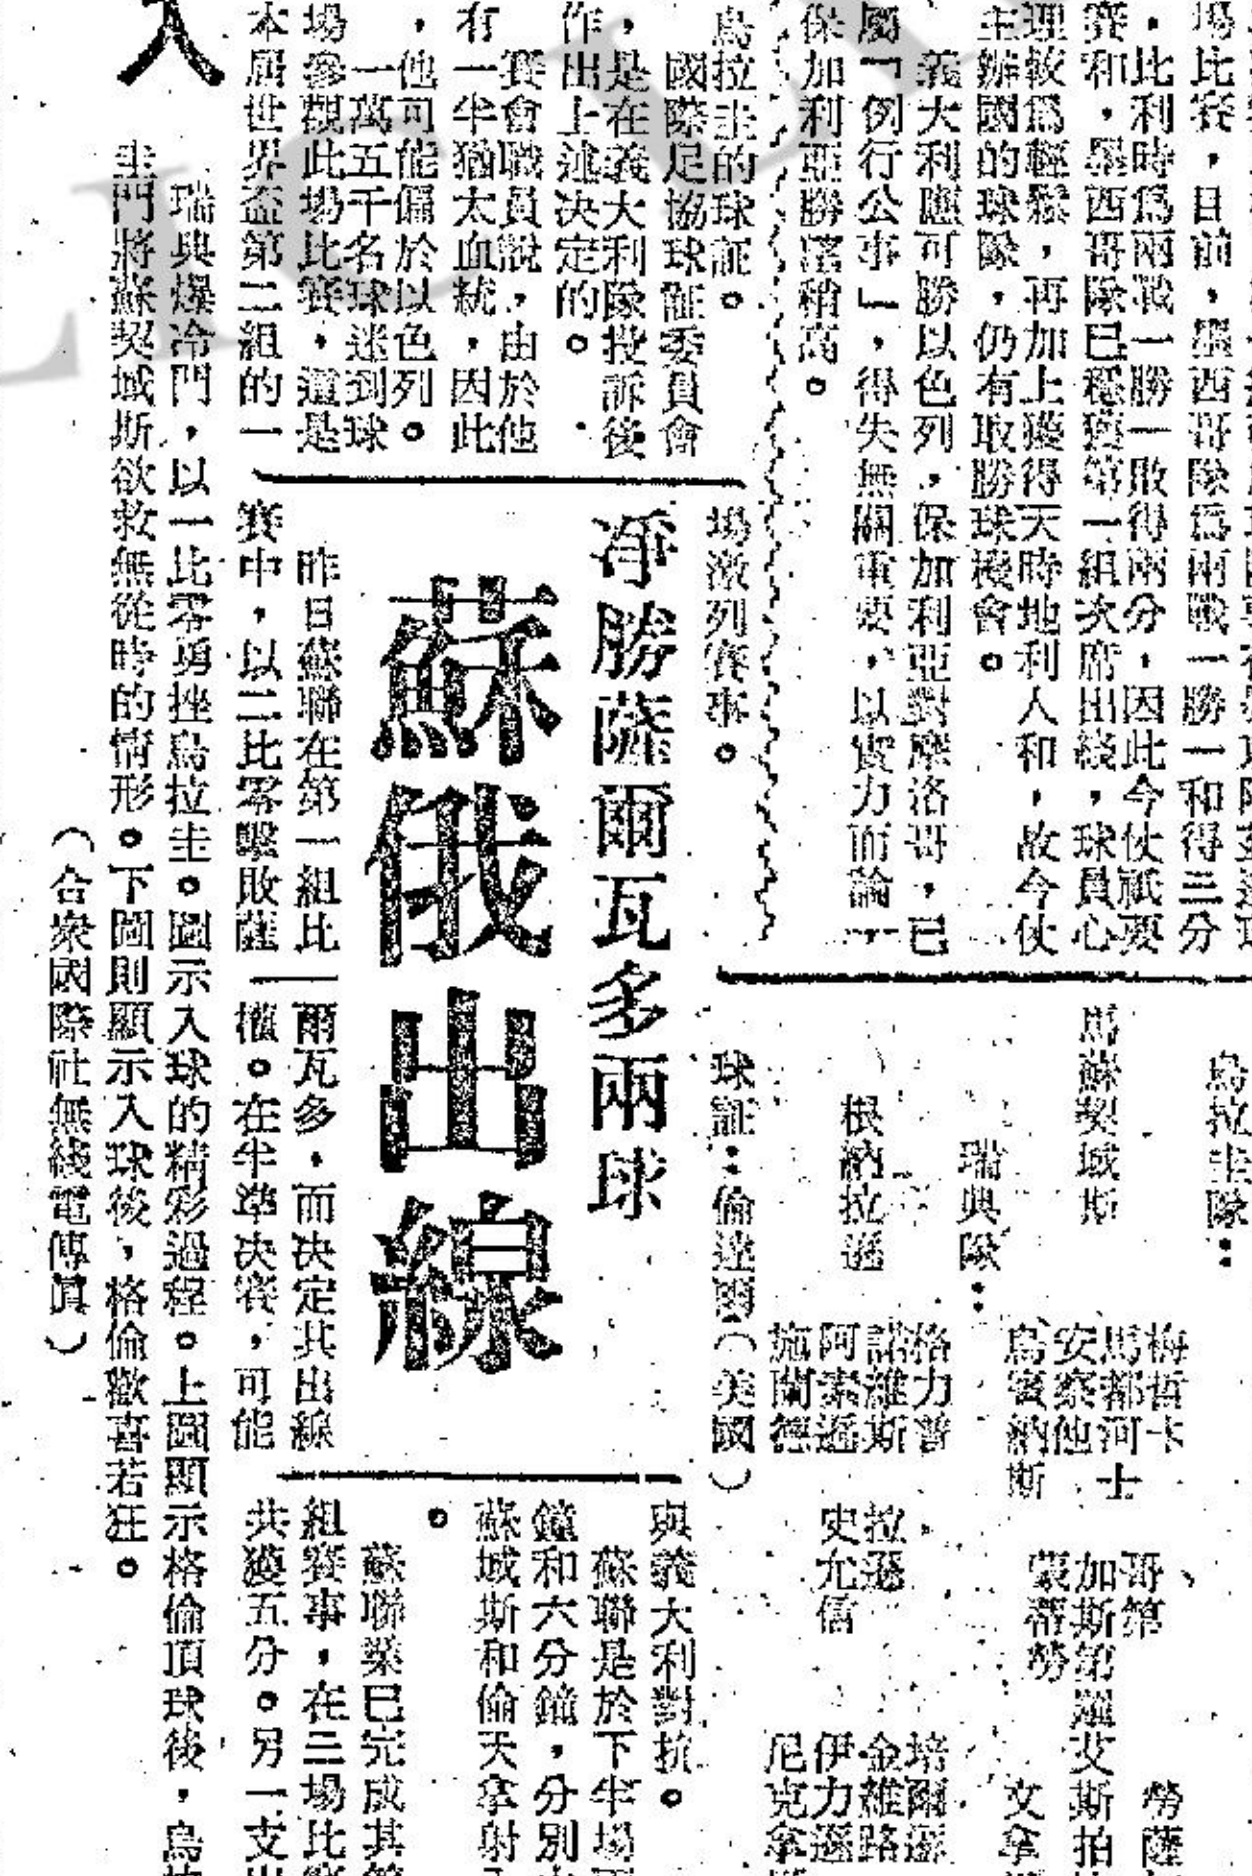 場比賽，目前，墨西哥隊爲兩戰一勝一和得三分
，比利時爲兩戰一勝一敗得兩分，因此今仗祇要
賽和，墨西哥隊已穩獲第一組次席出綫，球員心
理較爲輕鬆，再加上獲得天時地利人和，故今仗
主辦國的球隊，仍有取勝球機會。
義大利應可勝以色列，保加利亞對摩洛哥，已
屬「例行公事」，得失無關重要，以實力而論，
保加利亞勝望稍高。
烏拉圭的球証。
國際足協球証委員會
，是在義大利隊投訴後
作出上述決定的。
賽會職員說，由於他
有一半猶太血統，因此
，他可能偏於以色列。
一萬五千名球迷到球
場參觀此場比賽，這是
本屆世界盃第二組的一
場激列賽事。
淨勝薩爾瓦多兩球
蘇俄出線
昨日蘇聯在第一組比
賽中，以二比零擊敗薩
爾瓦多，而決定其出線
權。在半準決賽，可能
與義大利對抗。
蘇聯是於下半場
鐘和六分鐘，分別
蘇域斯和倫天拿射
。
蘇聯業已完成其
組賽事，在三場比賽
共獲五分。另一支
烏拉圭隊：
馬蘇契域斯
梅哲卡
馬都河士
安察他
烏賓納斯
哥第
加斯第羅
蒙蒂勞
艾斯拍
文拿
瑞典隊：
根納拉遜
格力普
諾維斯
阿素遜
施蘭德
拉遜
史尤信
培爾遜
金維路
伊力遜
尼克拿
球証：倫達爾（美國）
入
瑞典爆冷門，以一比零勇挫烏拉圭。圖示入球的精彩過程。上圖顯示格倫頂球後，烏
圭門將蘇契域斯欲救無從時的情形。下圖則顯示入球後，格倫歡喜若狂。
（合衆國際社無綫電傳眞）